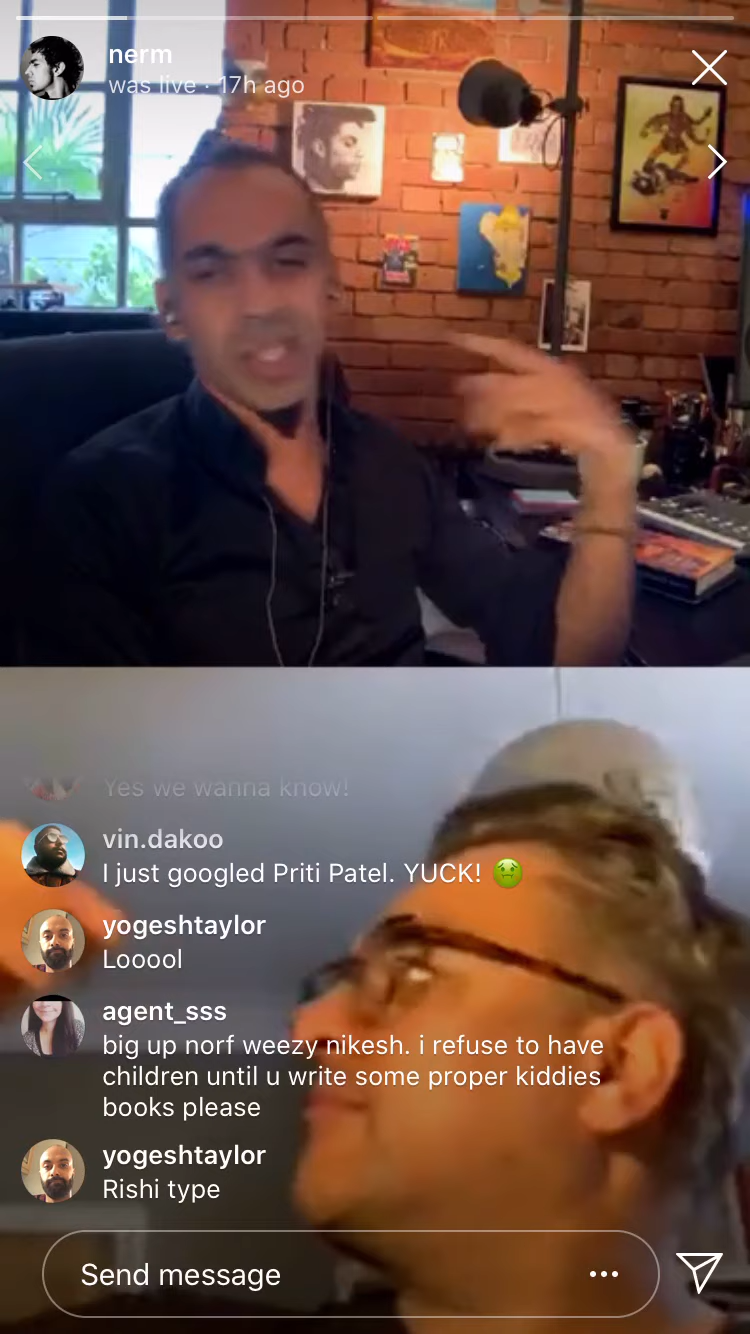 nerm
was live · 17h ago
Yes we wanna know!
vin.dakoo
I just googled Priti Patel. YUCK! 🤢
yogeshtaylor
Looool
agent_sss
big up norf weezy nikesh. i refuse to have
children until u write some proper kiddies
books please
yogeshtaylor
Rishi type
Send message